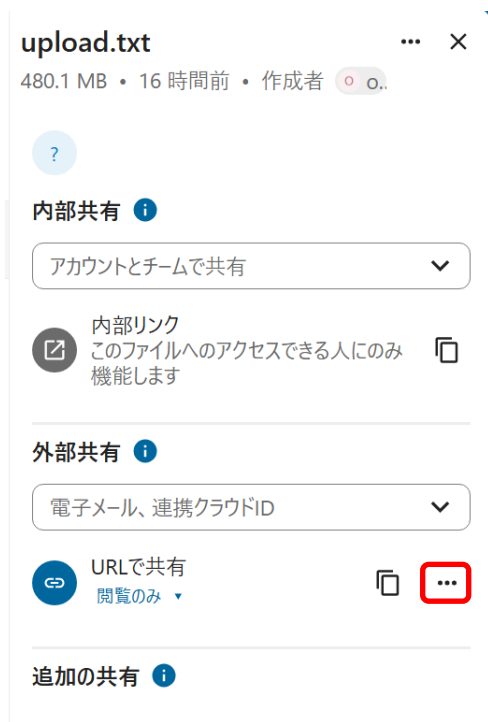 upload.txt
480.1 MB • 16 時間前 • 作成者 o o..
?
内部共有
アカウントとチームで共有
内部リンク
このファイルへのアクセスできる人にのみ
機能します
外部共有
電子メール、連携クラウドID
URLで共有
閲覧のみ
追加の共有